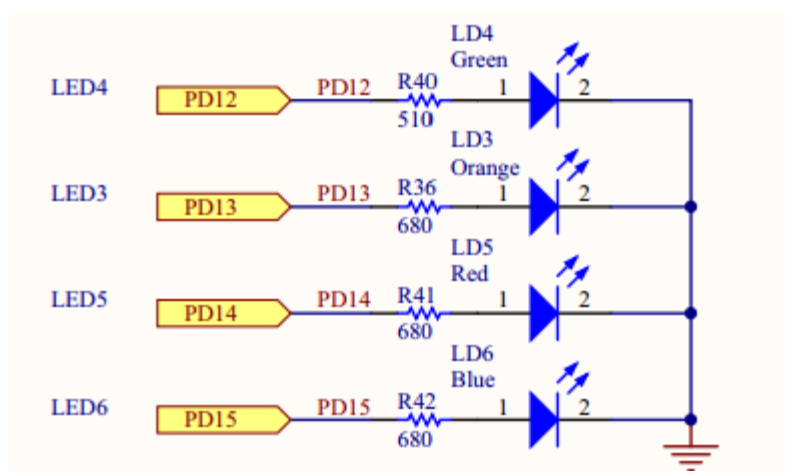 LD4
Green
LED4 PD12 PD12 R40 1 2
510
LD3
Orange
LED3 PD13 PD13 R36 1 2
680
LD5
Red
LED5 PD14 PD14 R41 1 2
680
LD6
Blue
LED6 PD15 PD15 R42 1 2
680